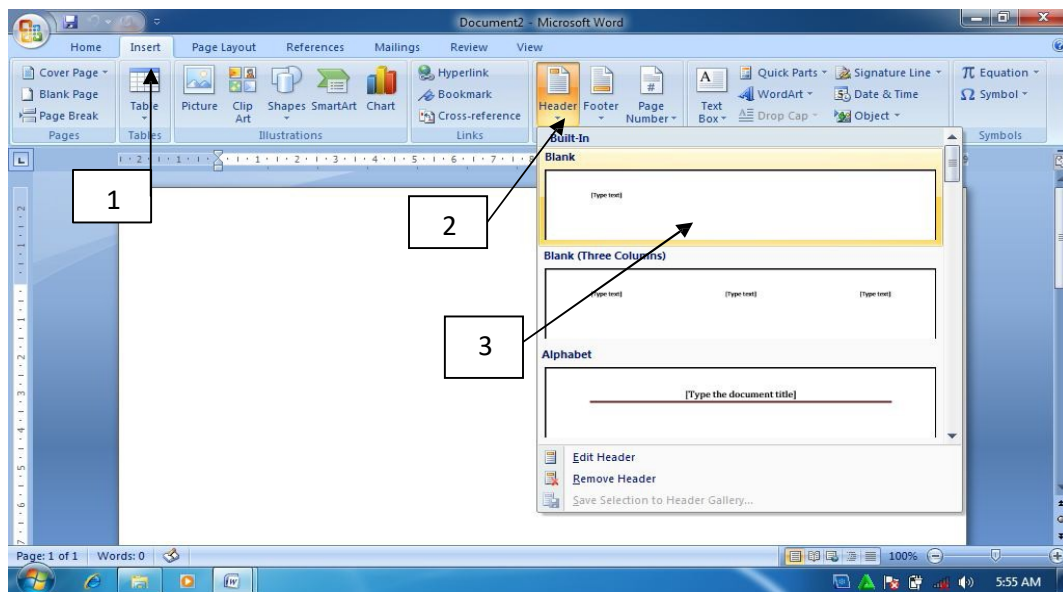 Document2 - Microsoft Word
Home Insert Page Layout References Mailings Review View
Cover Page
Blank Page
Page Break
Pages
Table
Tables
Picture Clip Art Shapes SmartArt Chart
Illustrations
Hyperlink
Bookmark
Cross-reference
Links
Header Footer Page Number
Text Box
Quick Parts
WordArt
Drop Cap
Signature Line
Date & Time
Object
π Equation
Ω Symbol
Symbols
1
2
3
Built-In
Blank
[Type text]
Blank (Three Columns)
[Type text] [Type text] [Type text]
Alphabet
[Type the document title]
Edit Header
Remove Header
Save Selection to Header Gallery...
Page: 1 of 1 Words: 0 100%
5:55 AM